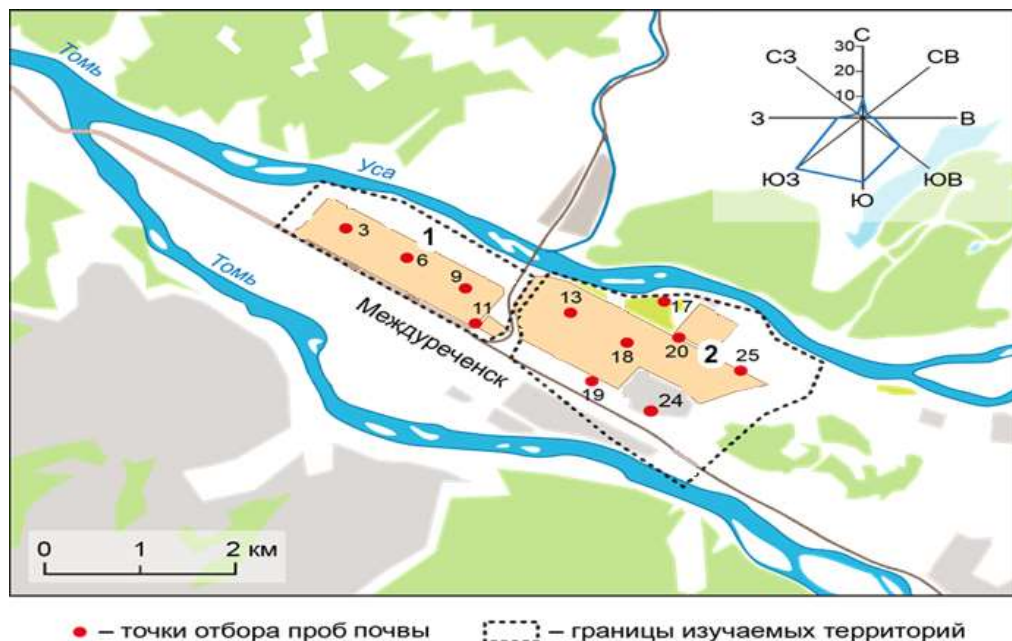 С
30
20
10
СЗ
СВ
З
В
ЮЗ
ЮВ
Ю
Томь
Уса
Томь
Междуреченск
1
3
6
9
11
13
17
18
20
2
25
19
24
0 1 2 км
– точки отбора проб почвы
– границы изучаемых территорий